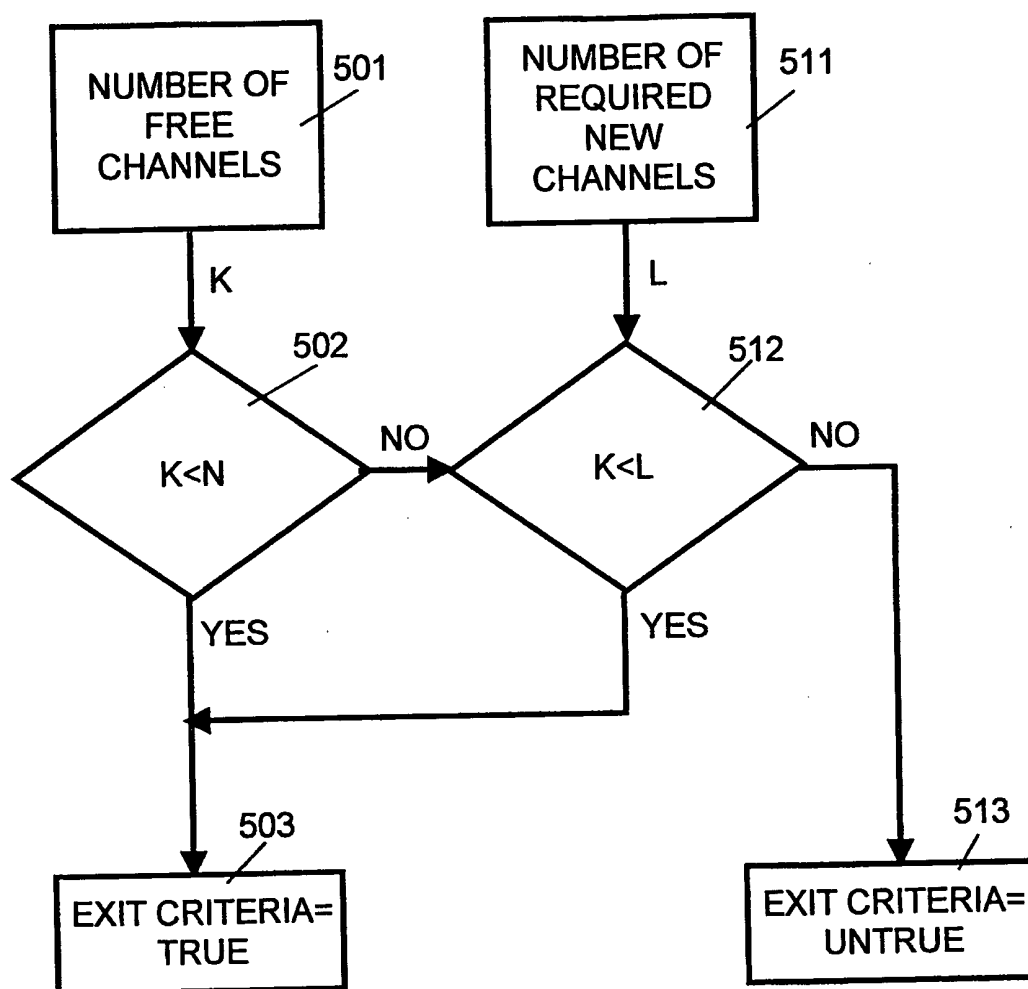 NUMBER OF
FREE
CHANNELS
501
NUMBER OF
REQUIRED
NEW
CHANNELS
511
K
L
502
512
K<N
NO
K<L
NO
YES
YES
503
513
EXIT CRITERIA=
TRUE
EXIT CRITERIA=
UNTRUE